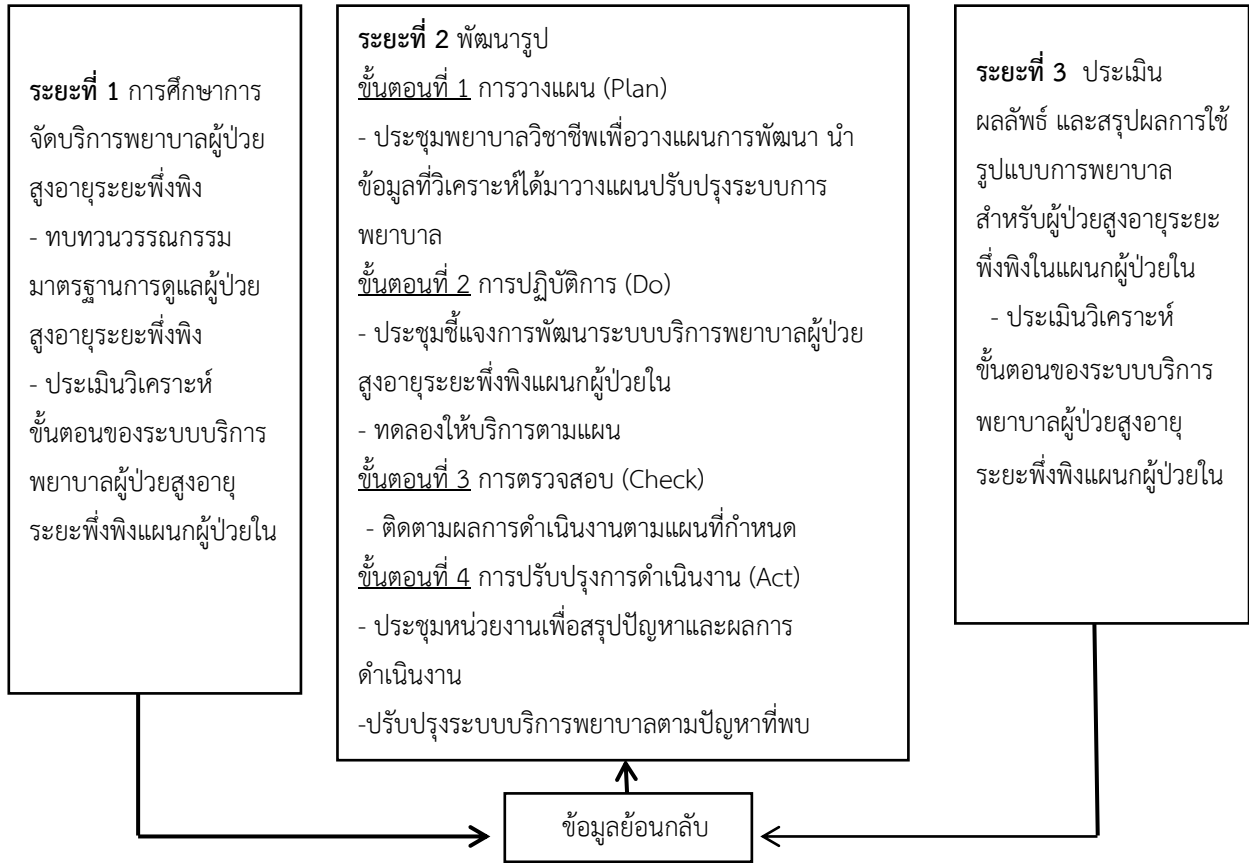 ระยะที่ 1 การศึกษาการ
จัดบริการพยาบาลผู้ป่วย
สูงอายุระยะพึ่งพิง
- ทบทวนวรรณกรรม
มาตรฐานการดูแลผู้ป่วย
สูงอายุระยะพึ่งพิง
- ประเมินวิเคราะห์
ขั้นตอนของระบบบริการ
พยาบาลผู้ป่วยสูงอายุ
ระยะพึ่งพิงแผนกผู้ป่วยใน
ระยะที่ 2 พัฒนารูป
ขั้นตอนที่ 1 การวางแผน (Plan)
- ประชุมพยาบาลวิชาชีพเพื่อวางแผนการพัฒนา นำ
ข้อมูลที่วิเคราะห์ได้มาวางแผนปรับปรุงระบบการ
พยาบาล
ขั้นตอนที่ 2 การปฏิบัติการ (Do)
- ประชุมชี้แจงการพัฒนาระบบบริการพยาบาลผู้ป่วย
สูงอายุระยะพึ่งพิงแผนกผู้ป่วยใน
- ทดลองให้บริการตามแผน
ขั้นตอนที่ 3 การตรวจสอบ (Check)
- ติดตามผลการดำเนินงานตามแผนที่กำหนด
ขั้นตอนที่ 4 การปรับปรุงการดำเนินงาน (Act)
- ประชุมหน่วยงานเพื่อสรุปปัญหาและผลการ
ดำเนินงาน
-ปรับปรุงระบบบริการพยาบาลตามปัญหาที่พบ
ระยะที่ 3 ประเมิน
ผลลัพธ์ และสรุปผลการใช้
รูปแบบการพยาบาล
สำหรับผู้ป่วยสูงอายุระยะ
พึ่งพิงในแผนกผู้ป่วยใน
- ประเมินวิเคราะห์
ขั้นตอนของระบบบริการ
พยาบาลผู้ป่วยสูงอายุ
ระยะพึ่งพิงแผนกผู้ป่วยใน
ข้อมูลย้อนกลับ